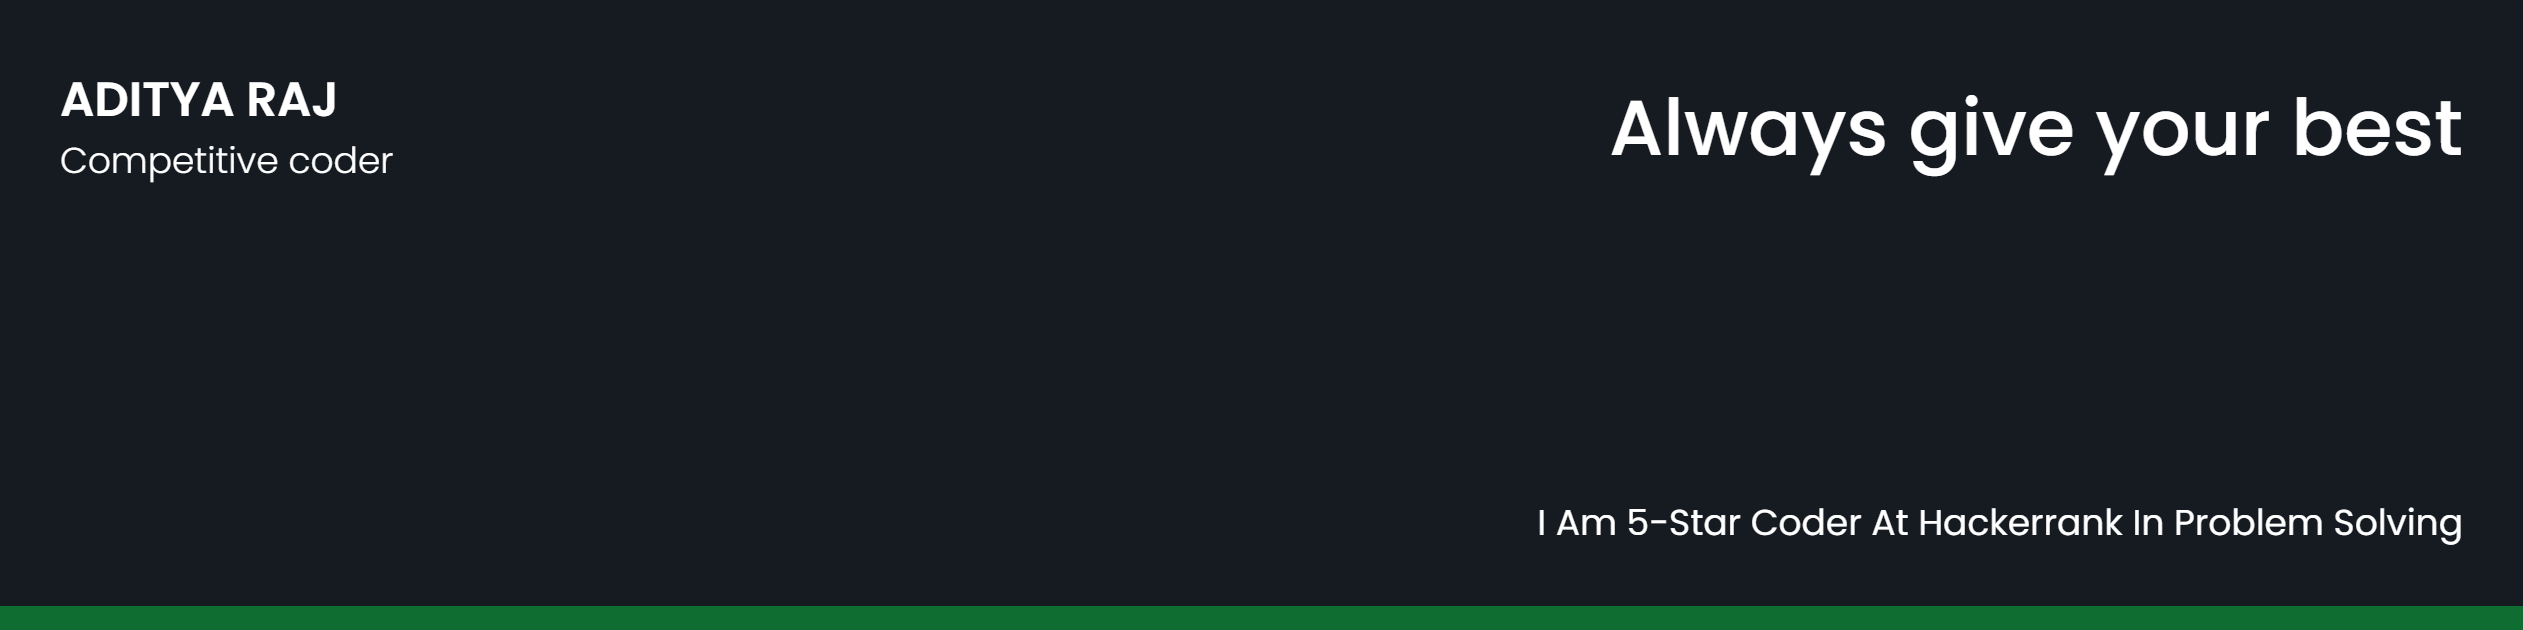 ADITYA RAJ
Competitive coder
Always give your best
I Am 5-Star Coder At Hackerrank In Problem Solving